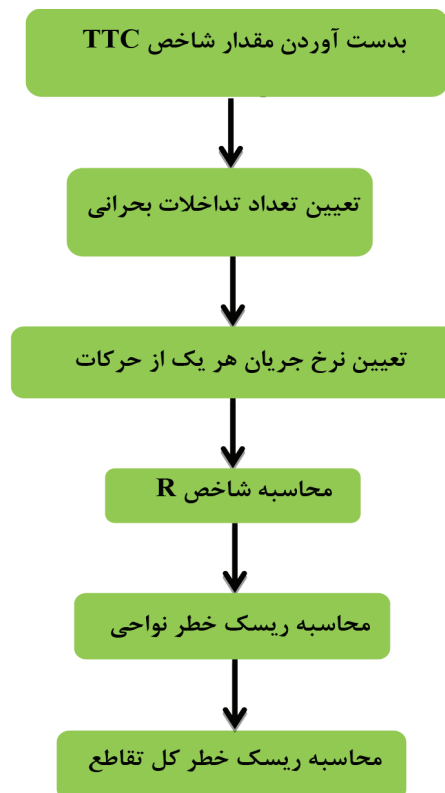 بدست آوردن مقدار شاخص TTC
تعیین تعداد تداخلات بحرانی
تعیین نرخ جریان هر یک از حرکات
محاسبه شاخص R
محاسبه ریسک خطر نواحی
محاسبه ریسک خطر کل تقاطع